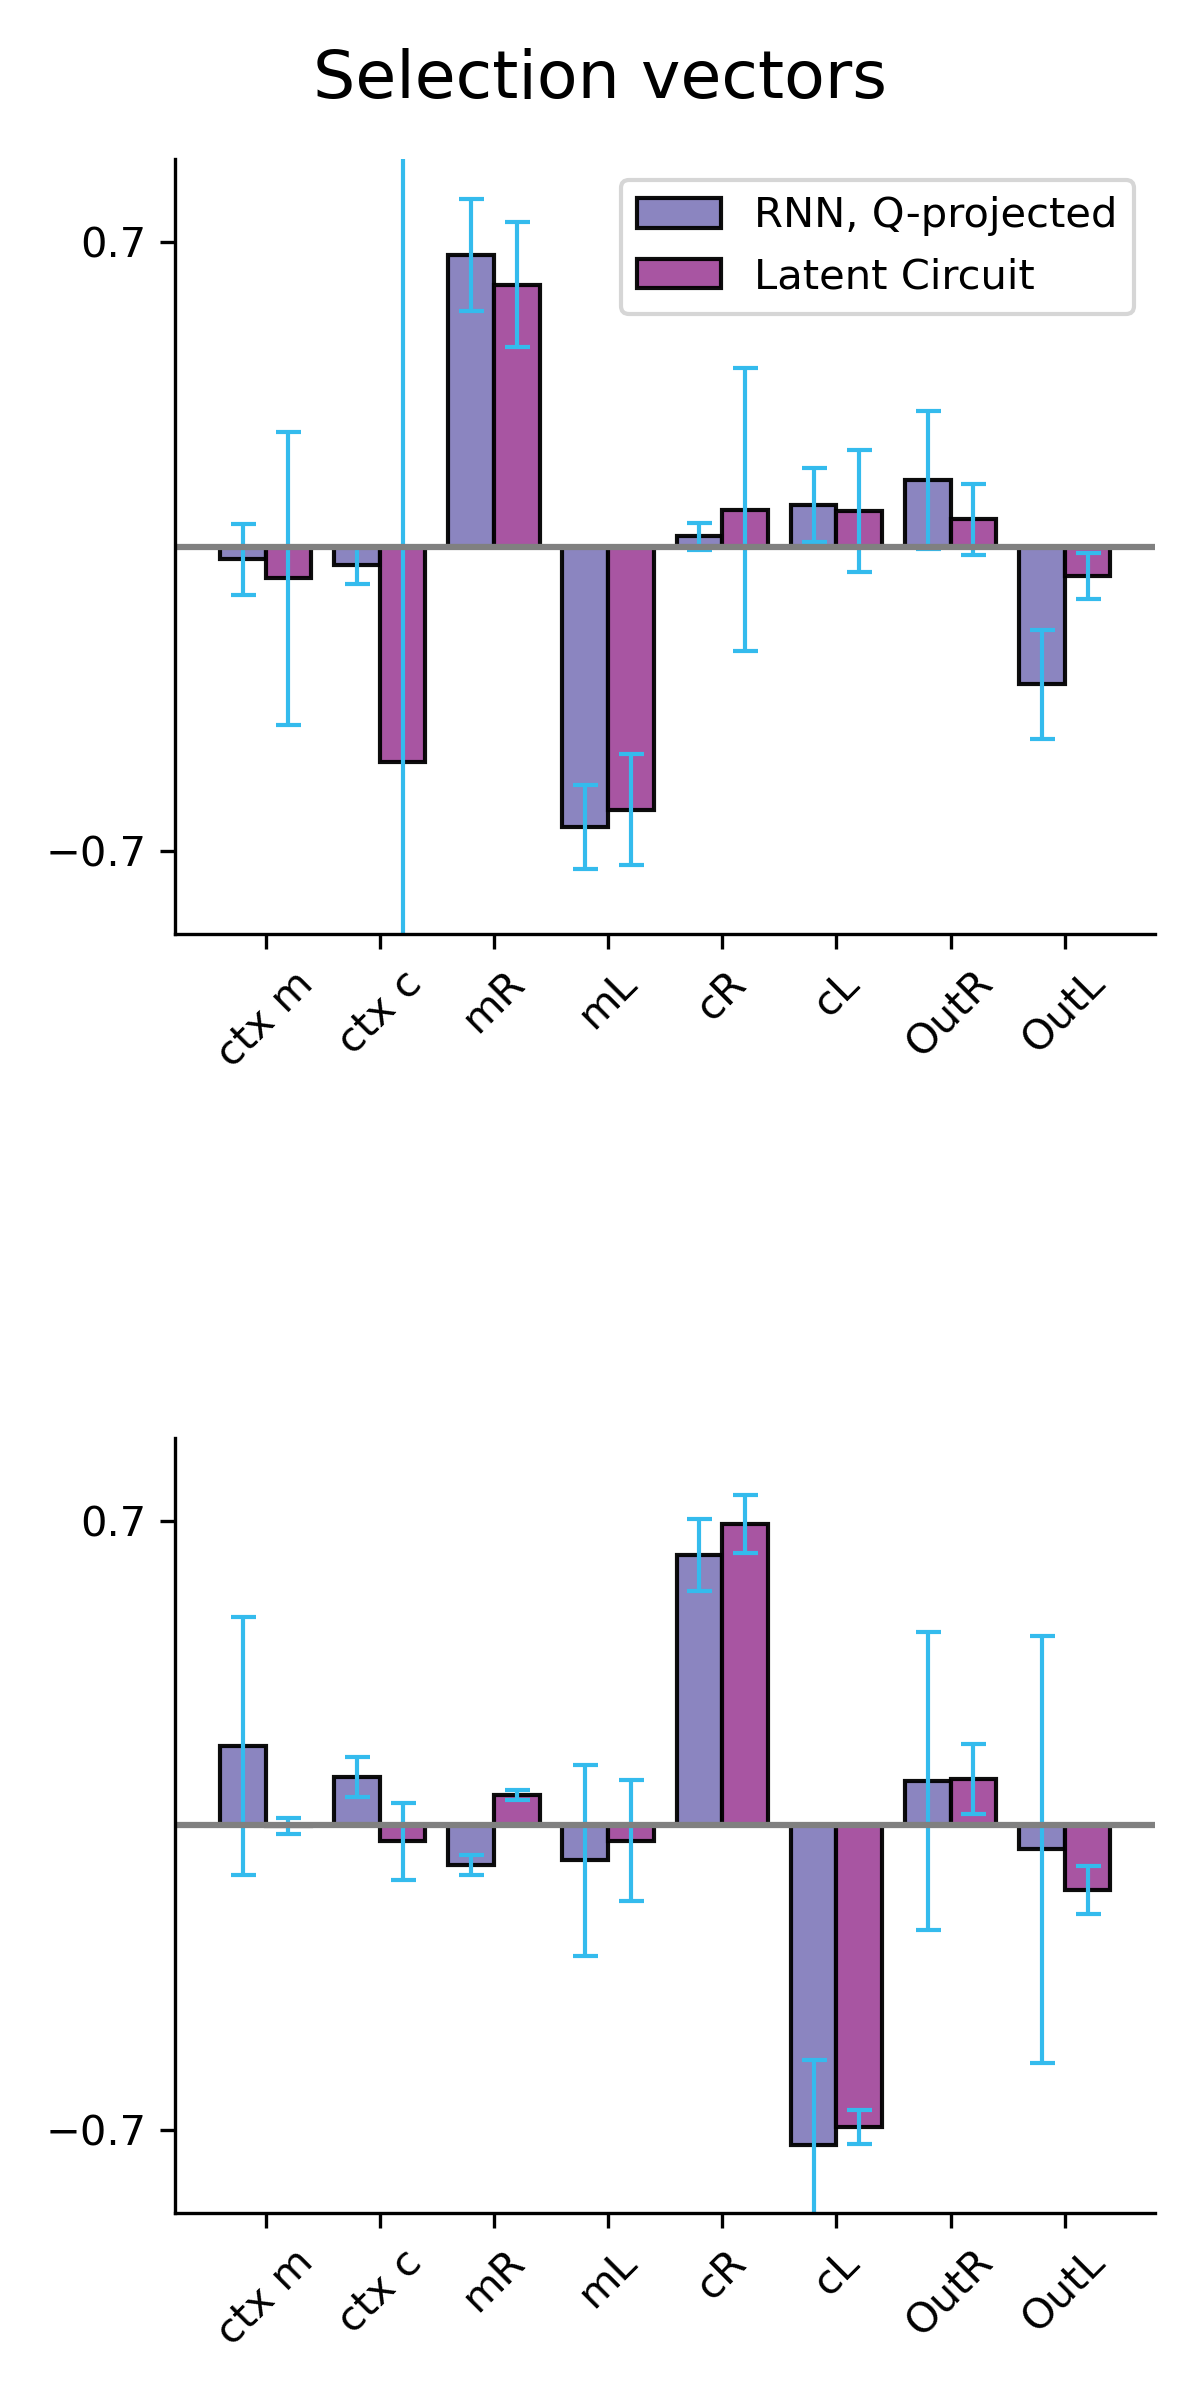 Selection vectors
RNN, Q-projected
Latent Circuit
0.7
−0.7
ctx m
ctx c
mR
mL
cR
cL
OutR
OutL
0.7
−0.7
ctx m
ctx c
mR
mL
cR
cL
OutR
OutL